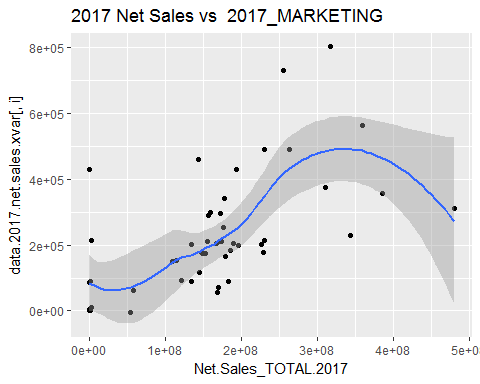 2017 Net Sales vs 2017_MARKETING
data.2017.net.sales.xvar[, i]
8e+05
6e+05
4e+05
2e+05
0e+00
0e+00 1e+08 2e+08 3e+08 4e+08 5e+0
Net.Sales_TOTAL.2017